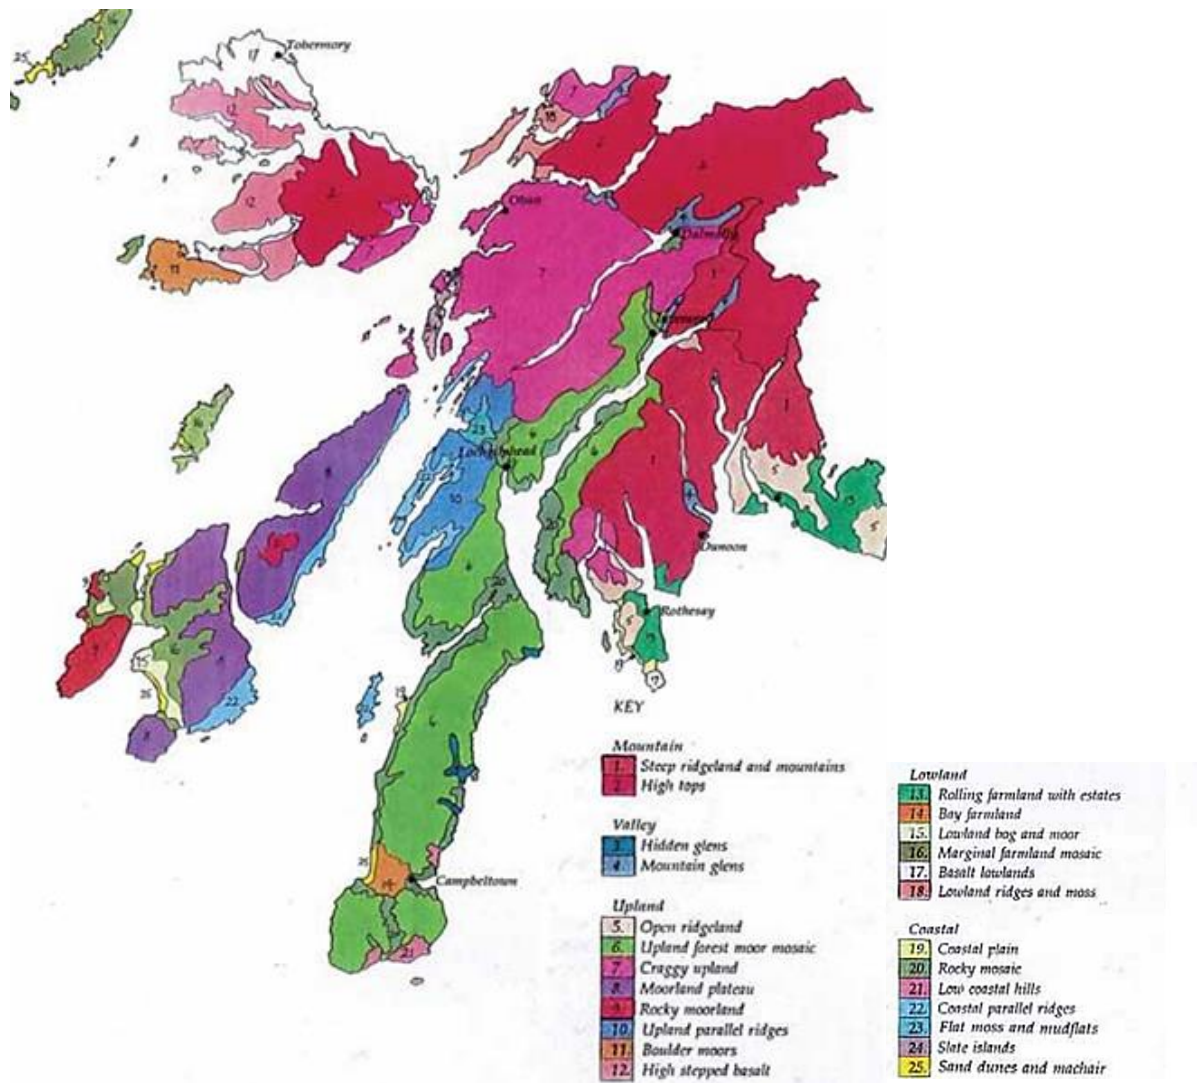 Tobermory
Oban
Dalmally
Inveraray
Lochgilphead
Dunoon
Rothesay
Campbeltown
KEY
Mountain
1. Steep ridgeland and mountains
2. High tops
Valley
3. Hidden glens
4. Mountain glens
Upland
5. Open ridgeland
6. Upland forest moor mosaic
7. Craggy upland
8. Moorland plateau
9. Rocky moorland
10. Upland parallel ridges
11. Boulder moors
12. High stepped basalt
Lowland
13. Rolling farmland with estates
14. Bay farmland
15. Lowland bog and moor
16. Marginal farmland mosaic
17. Basalt lowlands
18. Lowland ridges and moss
Coastal
19. Coastal plain
20. Rocky mosaic
21. Low coastal hills
22. Coastal parallel ridges
23. Flat moss and mudflats
24. Slate islands
25. Sand dunes and machair